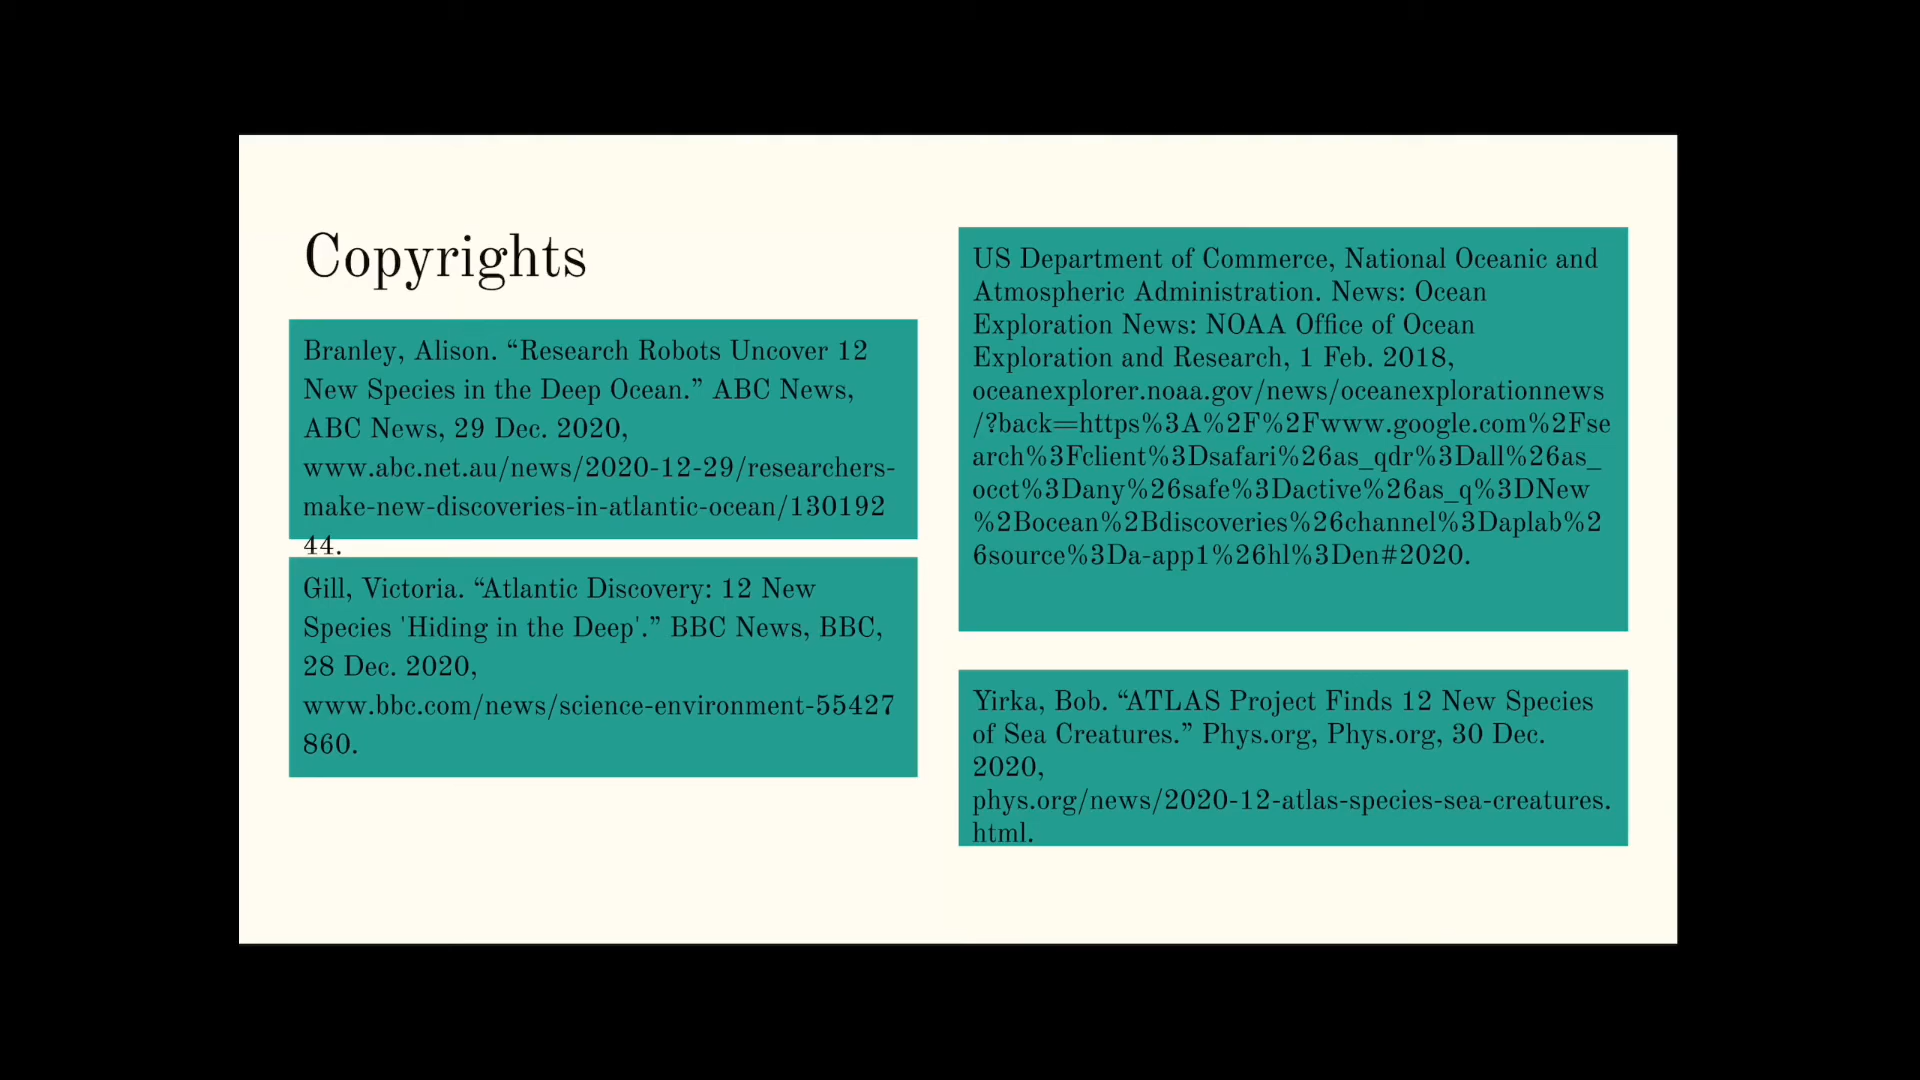 Copyrights
Branley, Alison. “Research Robots Uncover 12
New Species in the Deep Ocean.” ABC News,
ABC News, 29 Dec. 2020,
www.abc.net.au/news/2020-12-29/researchers-
make-new-discoveries-in-atlantic-ocean/130192
44.
Gill, Victoria. “Atlantic Discovery: 12 New
Species 'Hiding in the Deep'.” BBC News, BBC,
28 Dec. 2020,
www.bbc.com/news/science-environment-55427
860.
US Department of Commerce, National Oceanic and
Atmospheric Administration. News: Ocean
Exploration News: NOAA Office of Ocean
Exploration and Research, 1 Feb. 2018,
oceanexplorer.noaa.gov/news/oceanexplorationnews
/?back=https%3A%2F%2Fwww.google.com%2Fse
arch%3Fclient%3Dsafari%26as_qdr%3Dall%26as_
occt%3Dany%26safe%3Dactive%26as_q%3DNew
%2Bocean%2Bdiscoveries%26channel%3Daplab%2
6source%3Da-app1%26hl%3Den#2020.
Yirka, Bob. “ATLAS Project Finds 12 New Species
of Sea Creatures.” Phys.org, Phys.org, 30 Dec.
2020,
phys.org/news/2020-12-atlas-species-sea-creatures.
html.